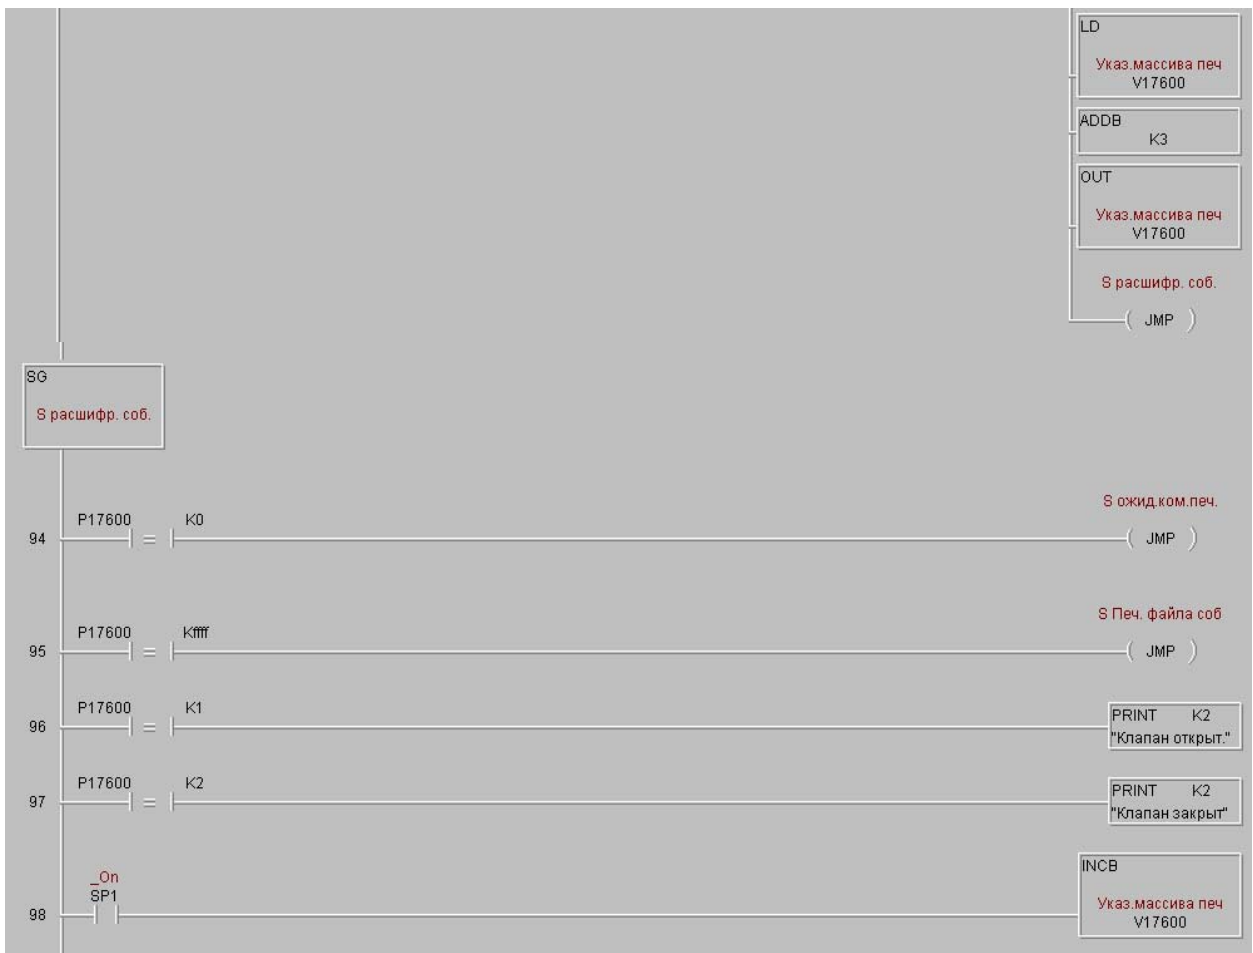 LD
Указ.массива печ
V17600
ADDB
K3
OUT
Указ.массива печ
V17600
S расшифр. соб.
( JMP )
SG
S расшифр. соб.
S ожид.ком.печ.
P17600 K0
94 = ( JMP )
S Печ. файла соб
P17600 Kffff
95 = ( JMP )
P17600 K1 PRINT K2
96 = "Клапан открыт."
P17600 K2 PRINT K2
97 = "Клапан закрыт"
INCB
_On
SP1 Указ.массива печ
98 V17600